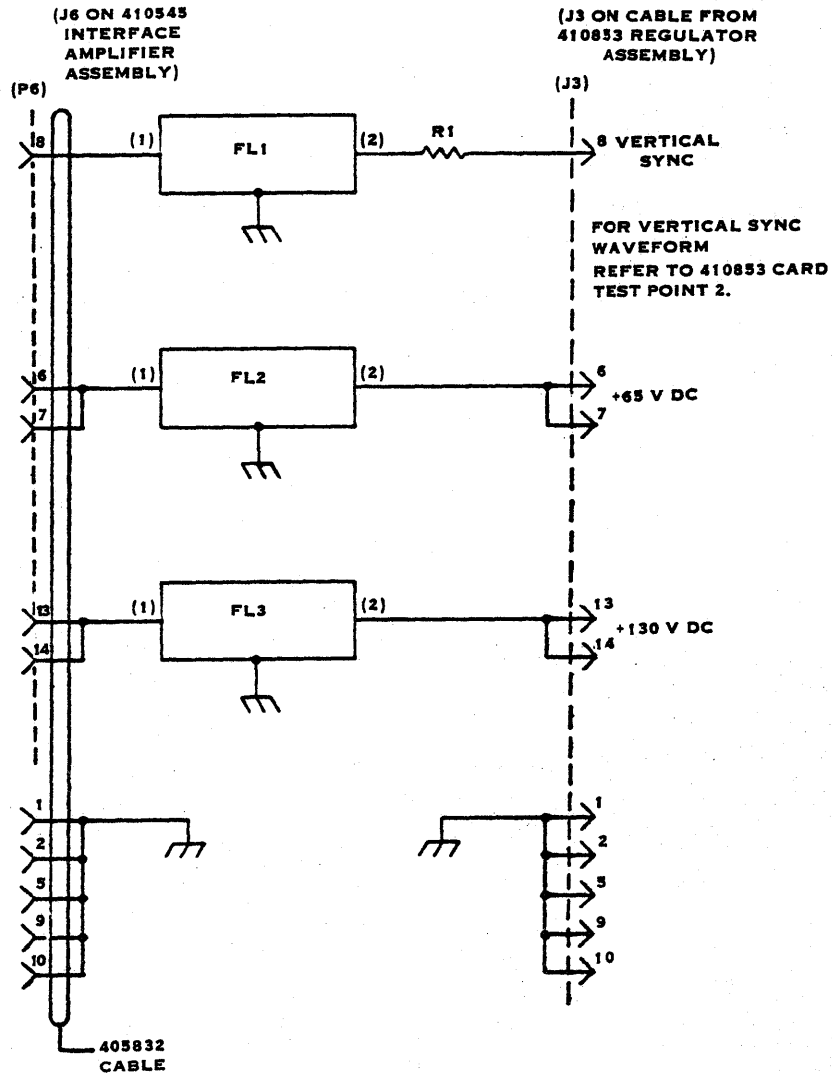 (J6 ON 410545
INTERFACE
AMPLIFIER
ASSEMBLY)
(J3 ON CABLE FROM
410853 REGULATOR
ASSEMBLY)
(P6)
(J3)
8
(1)
FL1
(2)
R1
8
VERTICAL
SYNC
FOR VERTICAL SYNC
WAVEFORM
REFER TO 410853 CARD
TEST POINT 2.
6
(1)
FL2
(2)
6
+65 V DC
7
7
13
(1)
FL3
(2)
13
+130 V DC
14
14
1
1
2
2
5
5
9
9
10
10
405832
CABLE